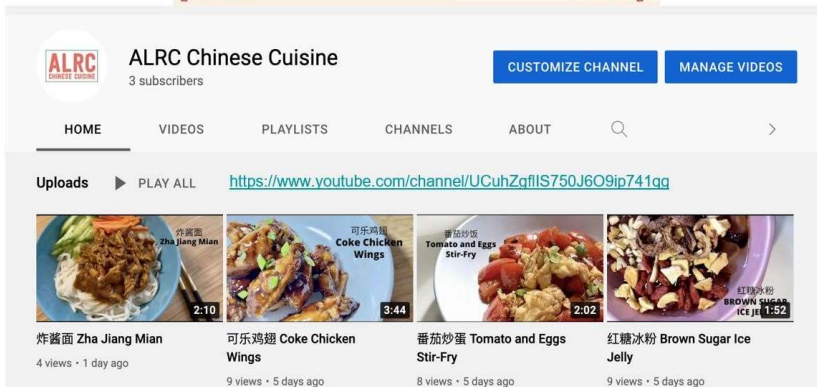 ALRC
CHINESE CUISINE
ALRC Chinese Cuisine
3 subscribers
CUSTOMIZE CHANNEL
MANAGE VIDEOS
HOME
VIDEOS
PLAYLISTS
CHANNELS
ABOUT
Uploads
PLAY ALL
https://www.youtube.com/channel/UCuhZgflIS750J6O9ip741qg
炸酱面
Zha Jiang Mian
2:10
可乐鸡翅
Coke Chicken
Wings
3:44
番茄炒饭
Tomato and Eggs
Stir-Fry
2:02
红糖冰粉
BROWN SUGAR
ICE JELLY
1:52
炸酱面 Zha Jiang Mian
4 views • 1 day ago
可乐鸡翅 Coke Chicken
Wings
9 views • 5 days ago
番茄炒蛋 Tomato and Eggs
Stir-Fry
8 views • 5 days ago
红糖冰粉 Brown Sugar Ice
Jelly
9 views • 5 days ago